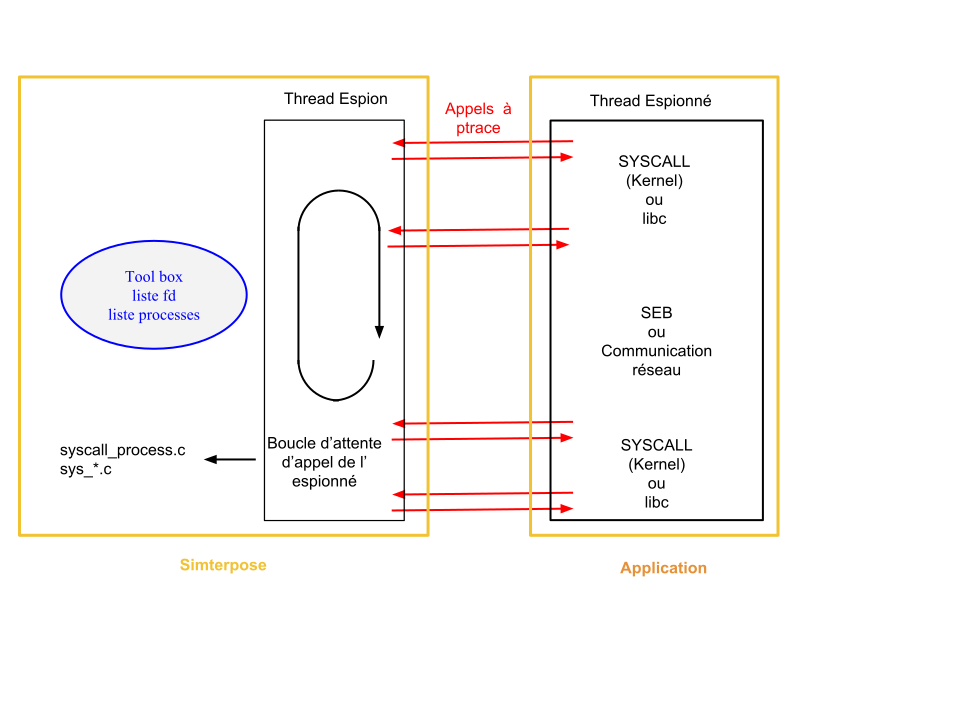 Thread Espion
Appels à
ptrace
Thread Espionné
SYSCALL
(Kernel)
ou
libc
Tool box
liste fd
liste processes
SEB
ou
Communication
réseau
Boucle d'attente
d'appel de l'
espionné
syscall_process.c
sys_*.c
SYSCALL
(Kernel)
ou
libc
Simterpose
Application